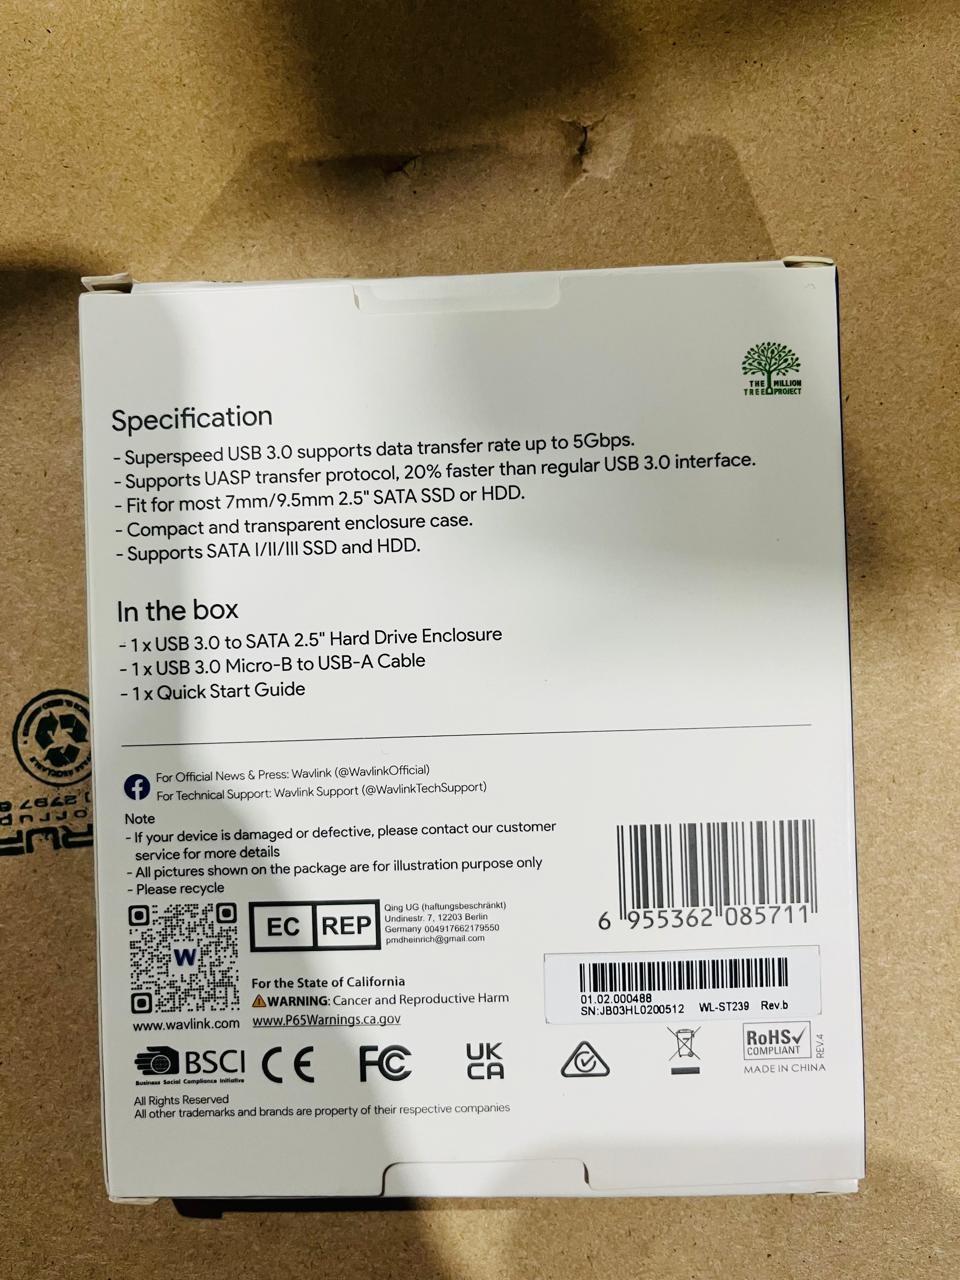 THE MILLION
TREE PROJECT
Specification
- Superspeed USB 3.0 supports data transfer rate up to 5Gbps.
- Supports UASP transfer protocol, 20% faster than regular USB 3.0 interface.
- Fit for most 7mm/9.5mm 2.5" SATA SSD or HDD.
- Compact and transparent enclosure case.
- Supports SATA I/II/III SSD and HDD.
In the box
- 1 x USB 3.0 to SATA 2.5" Hard Drive Enclosure
- 1 x USB 3.0 Micro-B to USB-A Cable
- 1 x Quick Start Guide
For Official News & Press: Wavlink (@WavlinkOfficial)
For Technical Support: Wavlink Support (@WavlinkTechSupport)
Note
- If your device is damaged or defective, please contact our customer
service for more details
- All pictures shown on the package are for illustration purpose only
- Please recycle
W
www.wavlink.com
EC REP
Qing UG (haftungsbeschränkt)
Undinestr. 7, 12203 Berlin
Germany 004917662179550
pmdheinrich@gmail.com
For the State of California
WARNING: Cancer and Reproductive Harm
www.P65Warnings.ca.gov
6 955362 085711
01.02.000488
SN:JB03HL0200512 WL-ST239 Rev.b
BSCI
Business Social Compliance Initiative
CE
FC
UK
CA
RoHS
COMPLIANT
REV.4
MADE IN CHINA
All Rights Reserved
All other trademarks and brands are property of their respective companies